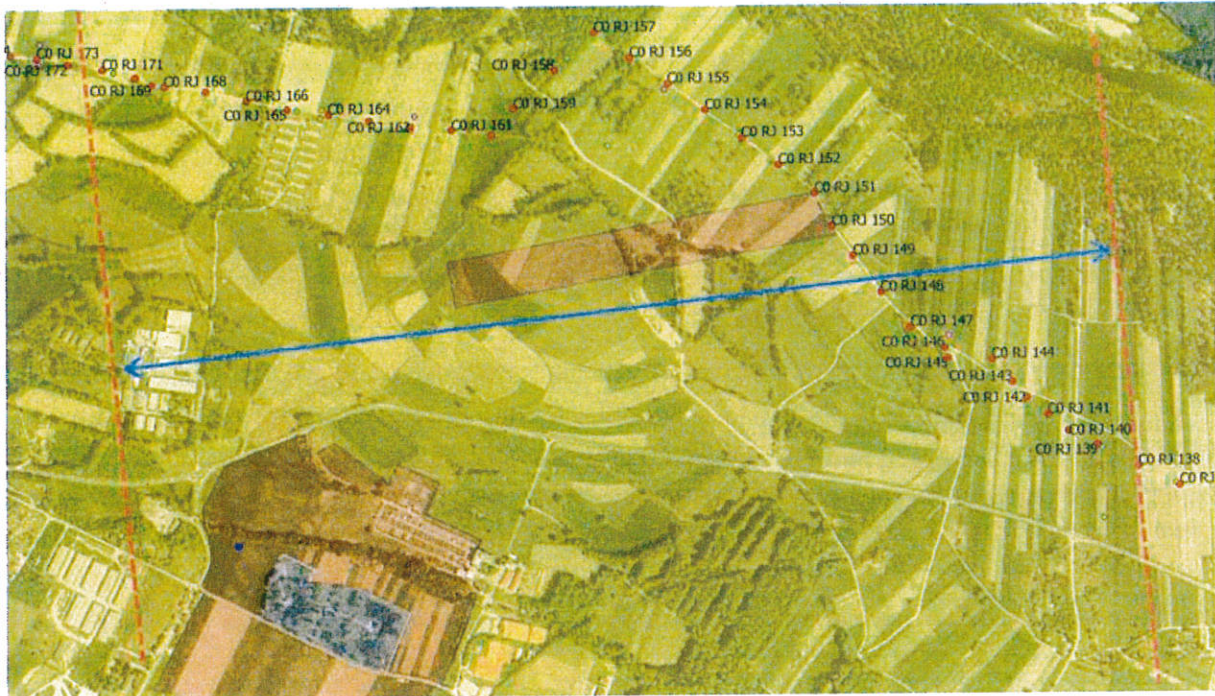 C0 RJ 157
C0 RJ 173
C0 RJ 156
C0 RJ 172
C0 RJ 171
C0 RJ 158
C0 RJ 169
C0 RJ 168
C0 RJ 155
C0 RJ 166
C0 RJ 159
C0 RJ 154
C0 RJ 165
C0 RJ 164
C0 RJ 162
C0 RJ 161
C0 RJ 153
C0 RJ 152
C0 RJ 151
C0 RJ 150
C0 RJ 149
C0 RJ 148
C0 RJ 147
C0 RJ 146
C0 RJ 145
C0 RJ 144
C0 RJ 143
C0 RJ 142
C0 RJ 141
C0 RJ 140
C0 RJ 139
C0 RJ 138
C0 RJ